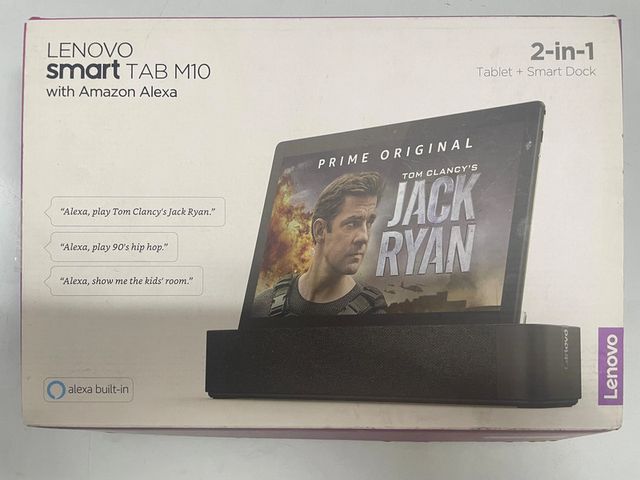 LENOVO
smart TAB M10
with Amazon Alexa
2-in-1
Tablet + Smart Dock
PRIME ORIGINAL
TOM CLANCY'S
JACK
RYAN
"Alexa, play Tom Clancy's Jack Ryan."
"Alexa, play 90's hip hop."
"Alexa, show me the kids' room."
alexa built-in
Lenovo
Lenovo